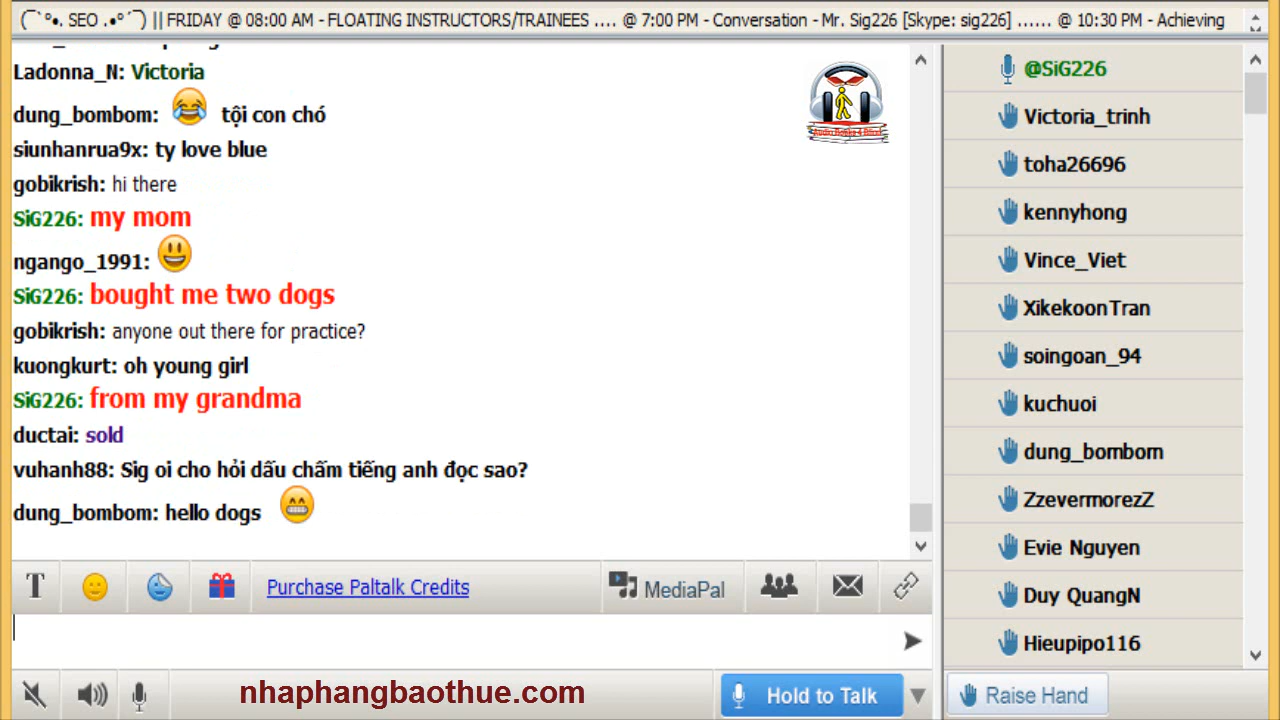 (¯`°•. SEO .•°´¯) || FRIDAY @ 08:00 AM - FLOATING INSTRUCTORS/TRAINEES .... @ 7:00 PM - Conversation - Mr. Sig226 [Skype: sig226] ...... @ 10:30 PM - Achieving
Ladonna_N: Victoria
dung_bombom: tội con chó
siunhanrua9x: ty love blue
gobikrish: hi there
SiG226: my mom
ngango_1991:
SiG226: bought me two dogs
gobikrish: anyone out there for practice?
kuongkurt: oh young girl
SiG226: from my grandma
ductai: sold
vuhanh88: Sig oi cho hỏi dấu chấm tiếng anh đọc sao?
dung_bombom: hello dogs
Audio Books 4 Blind
@SiG226
Victoria_trinh
toha26696
kennyhong
Vince_Viet
XikekoonTran
soingoan_94
kuchuoi
dung_bombom
ZzevermorezZ
Evie Nguyen
Duy QuangN
Hieupipo116
T
Purchase Paltalk Credits
MediaPal
nhaphangbaothue.com
Hold to Talk
Raise Hand